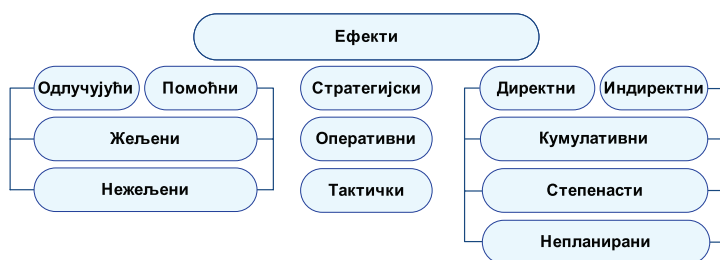 Ефекти
Одлучујући
Помоћни
Стратегијски
Директни
Индиректни
Жељени
Оперативни
Кумулативни
Нежељени
Тактички
Степенасти
Непланирани